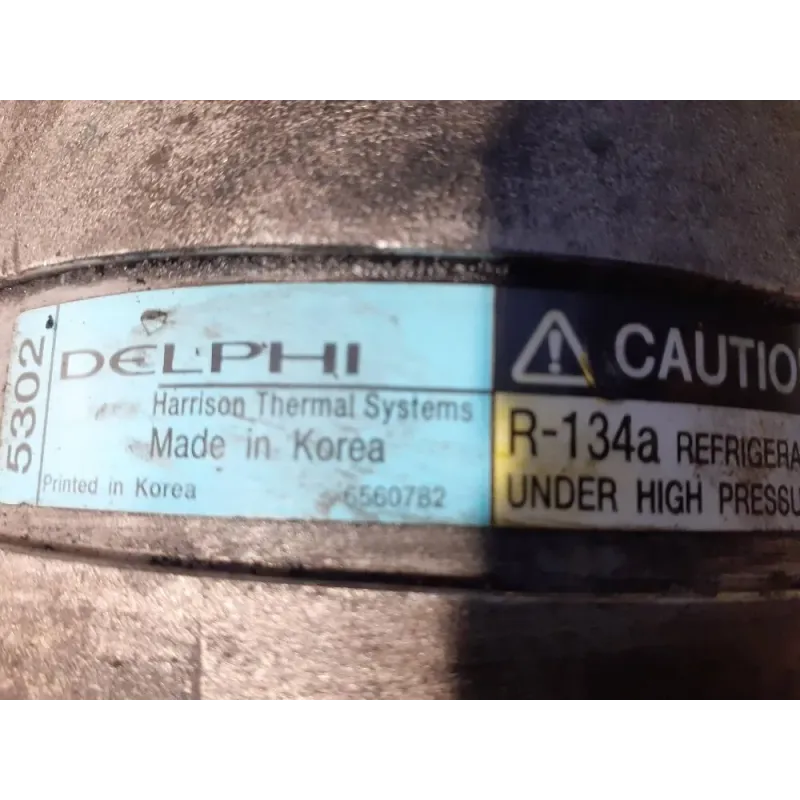 5302
DELPHI
Harrison Thermal Systems
Made in Korea
Printed in Korea 6560782
CAUTIO
R-134a REFRIGERA
UNDER HIGH PRESSU